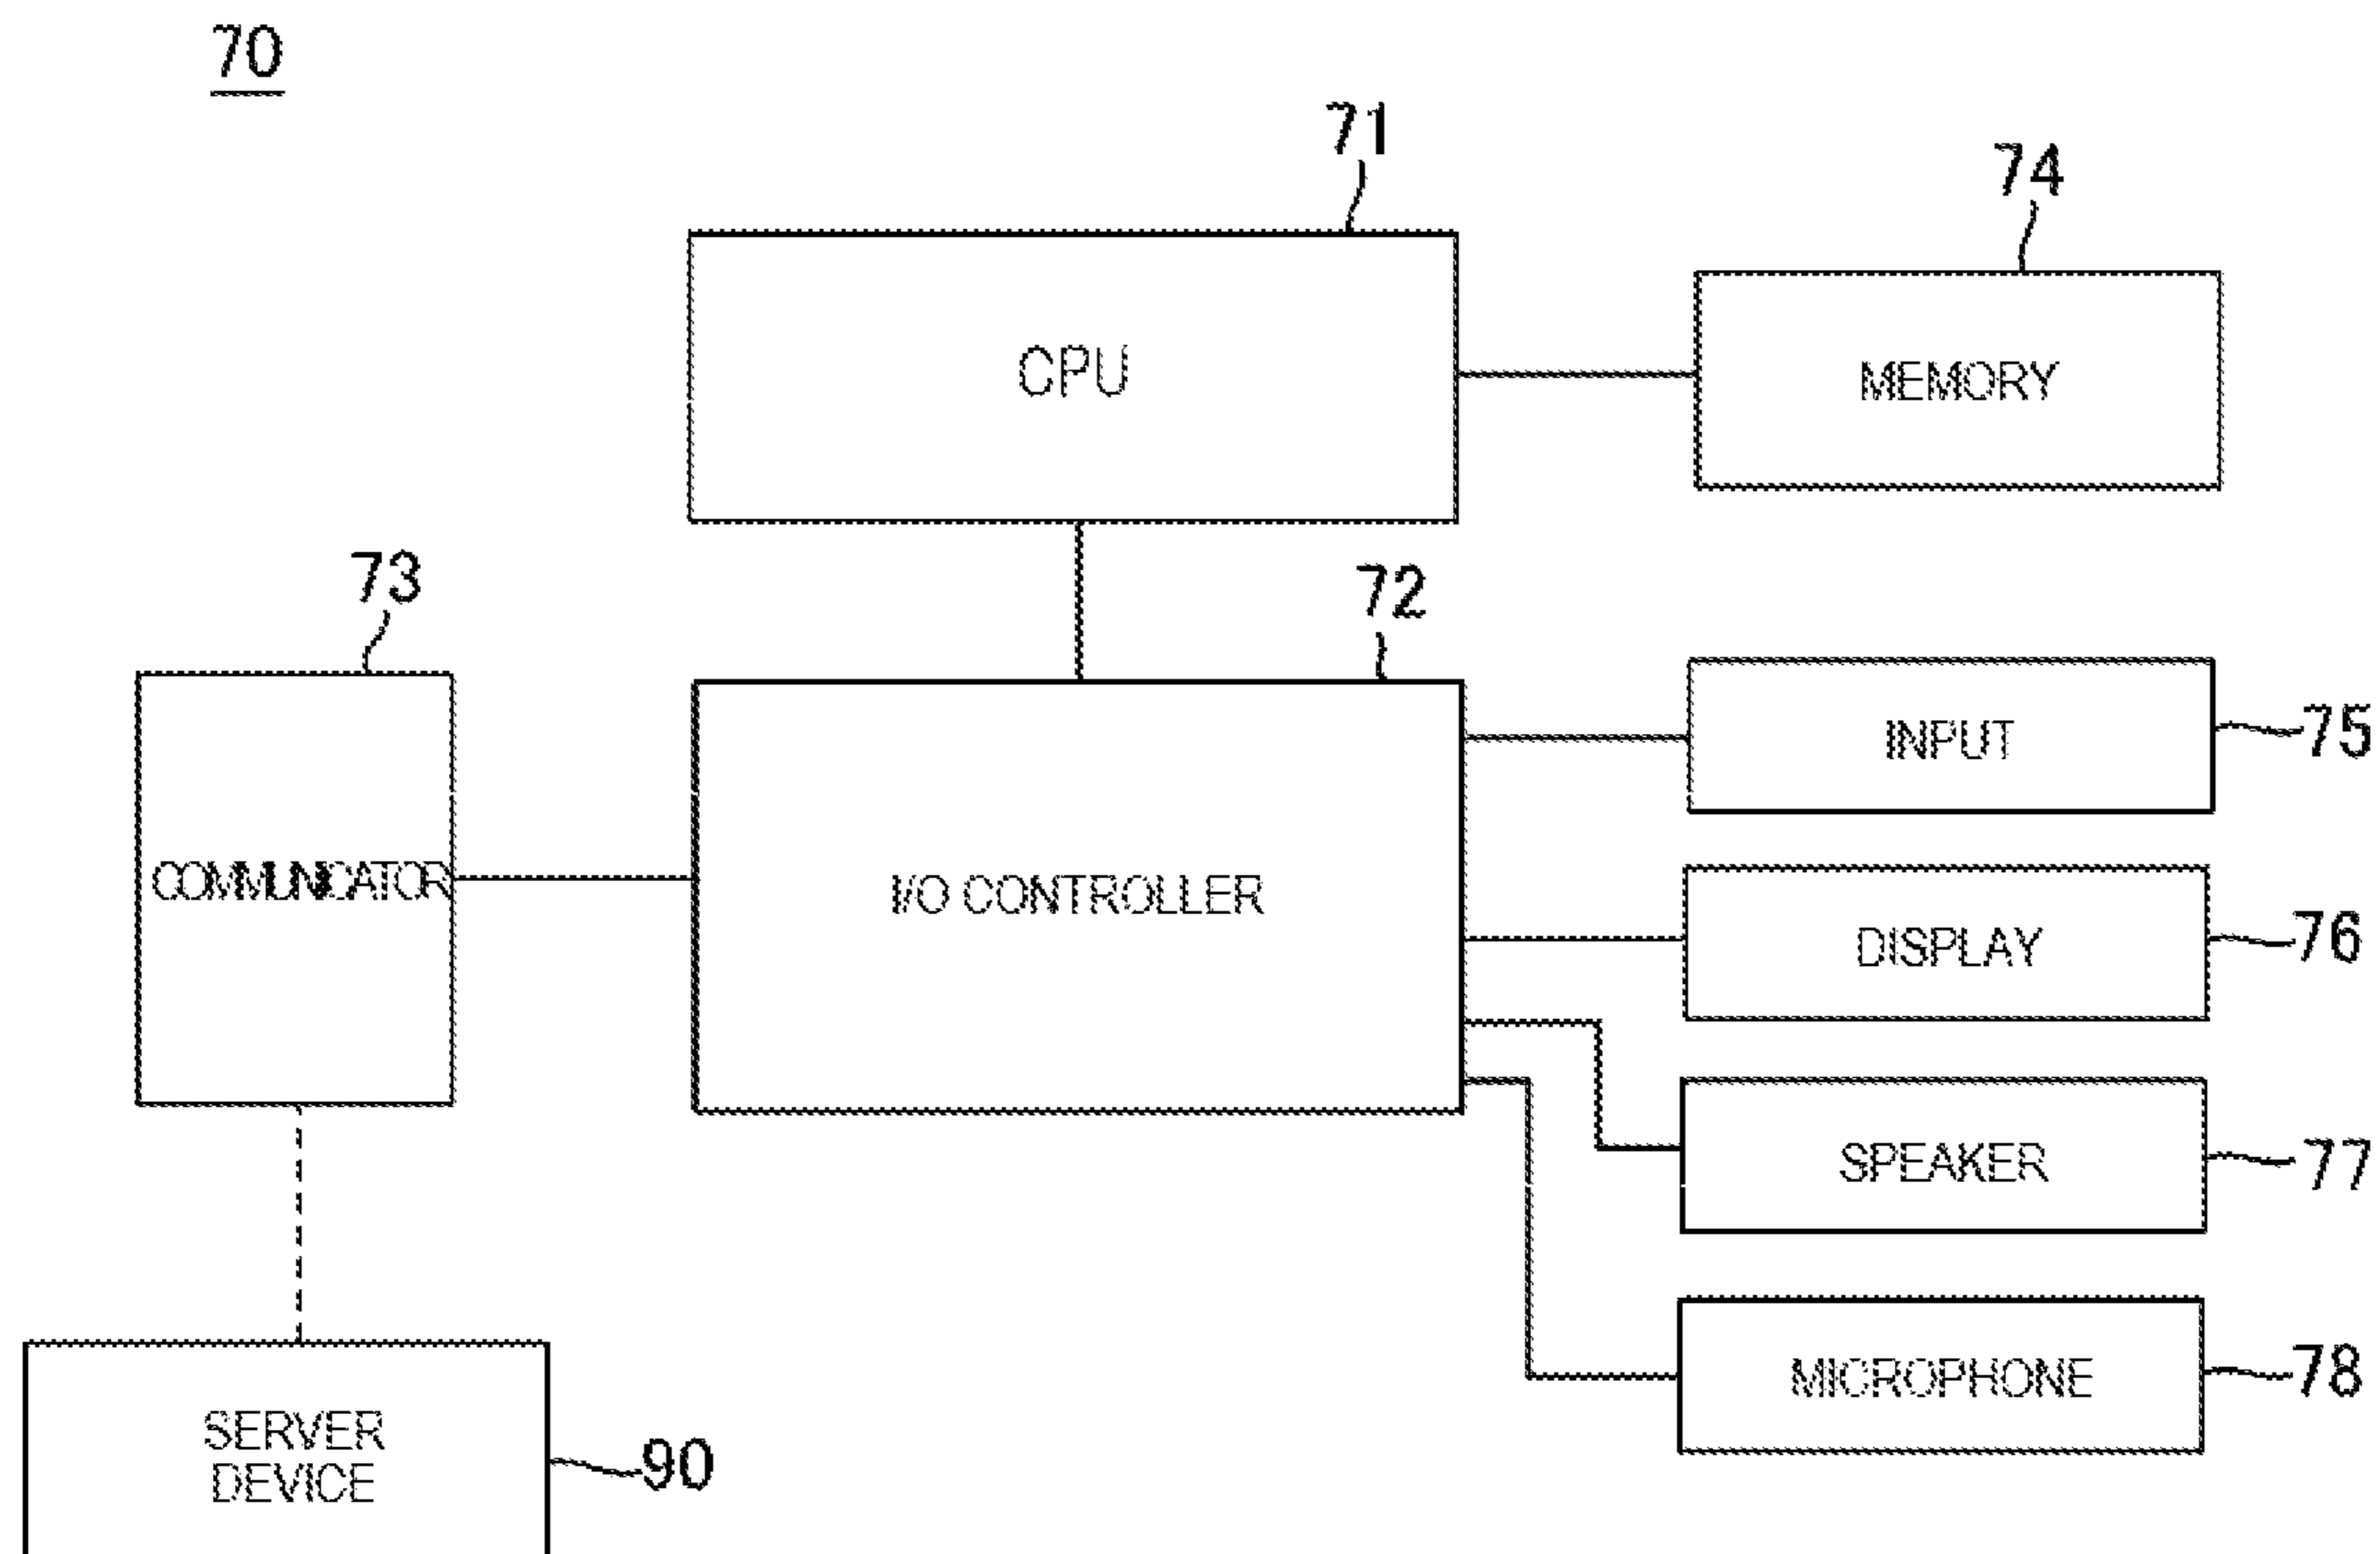 70
71
74
CPU
MEMORY
73
72
75
INPUT
COMMUNICATOR
I/O CONTROLLER
76
DISPLAY
77
SPEAKER
78
MICROPHONE
SERVER
DEVICE
90